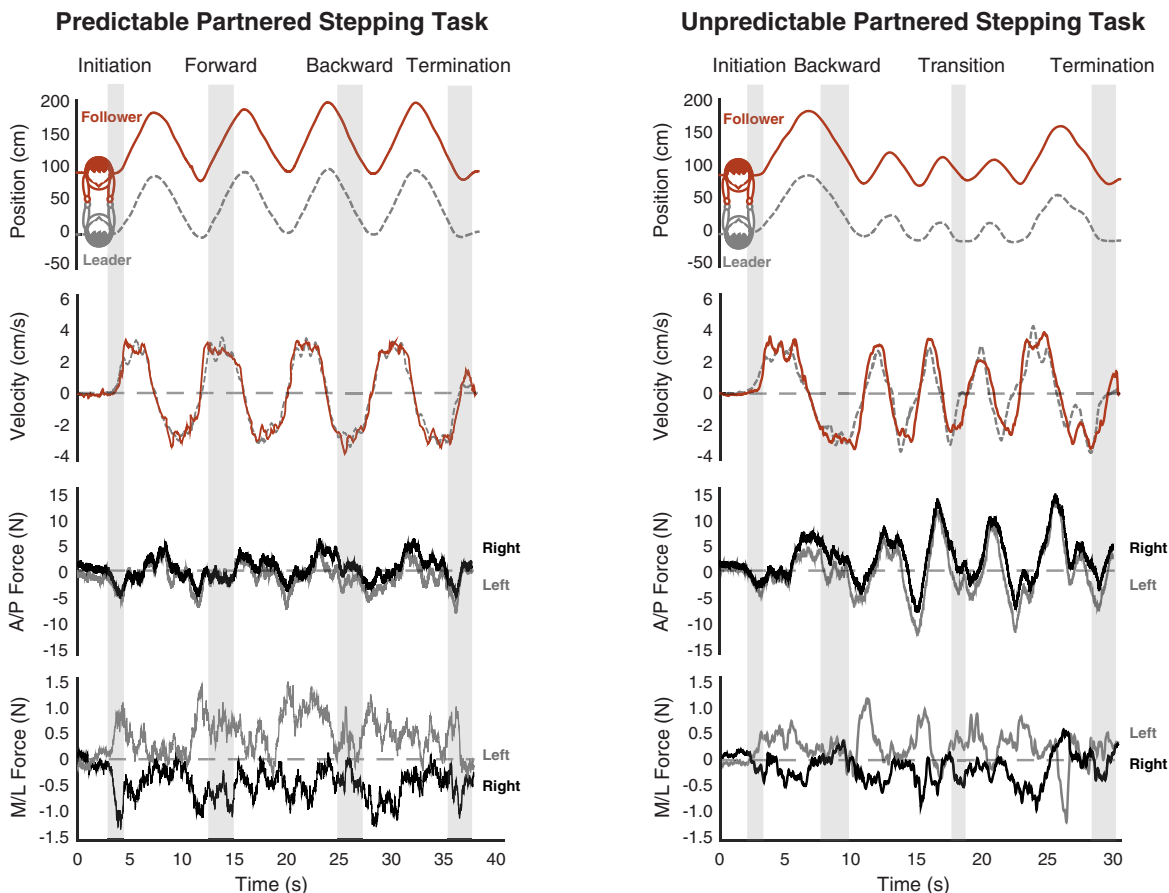 Predictable Partnered Stepping Task
Initiation Forward Backward Termination
Position (cm)
200
150
100
50
0
-50
Follower
Leader
Velocity (cm/s)
6
4
2
0
-2
-4
A/P Force (N)
15
10
5
0
-5
-10
-15
Right
Left
M/L Force (N)
1.5
1.0
0.5
0
-0.5
-1.0
-1.5
Left
Right
0 5 10 15 20 25 30 35 40
Time (s)
Unpredictable Partnered Stepping Task
Initiation Backward Transition Termination
Position (cm)
200
150
100
50
0
-50
Follower
Leader
Velocity (cm/s)
6
4
2
0
-2
-4
A/P Force (N)
15
10
5
0
-5
-10
-15
Right
Left
M/L Force (N)
1.5
1.0
0.5
0
-0.5
-1.0
-1.5
Left
Right
0 5 10 15 20 25 30
Time (s)